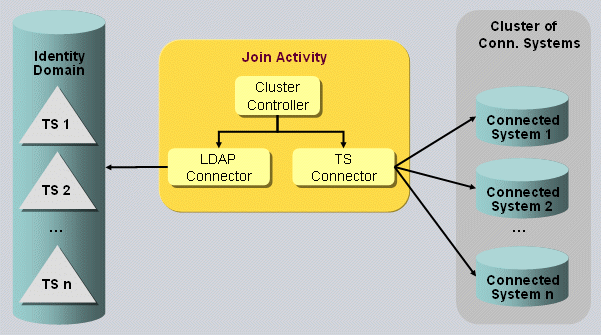 Identity
Domain
TS 1
TS 2
...
TS n
Join Activity
Cluster
Controller
LDAP
Connector
TS
Connector
Cluster of
Conn. Systems
Connected
System 1
Connected
System 2
...
Connected
System n